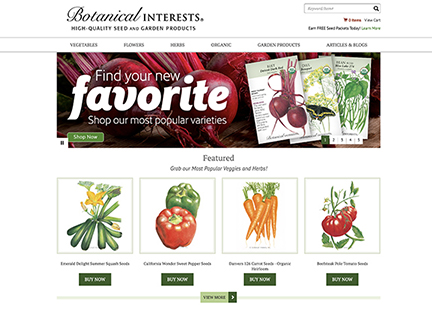 Botanical INTERESTS®
HIGH-QUALITY SEED AND GARDEN PRODUCTS
Keyword/Item#
0 items View Cart
Earn FREE Seed Packets Today! Learn More
VEGETABLES FLOWERS HERBS ORGANIC GARDEN PRODUCTS ARTICLES & BLOGS
Find your new
favorite
Shop our most popular varieties
Shop Now
1 2 3 4 5
Featured
Grab our Most Popular Veggies and Herbs!
Emerald Delight Summer Squash Seeds
California Wonder Sweet Pepper Seeds
Danvers 126 Carrot Seeds - Organic
Heirloom
Beefsteak Pole Tomato Seeds
BUY NOW BUY NOW BUY NOW BUY NOW
VIEW MORE